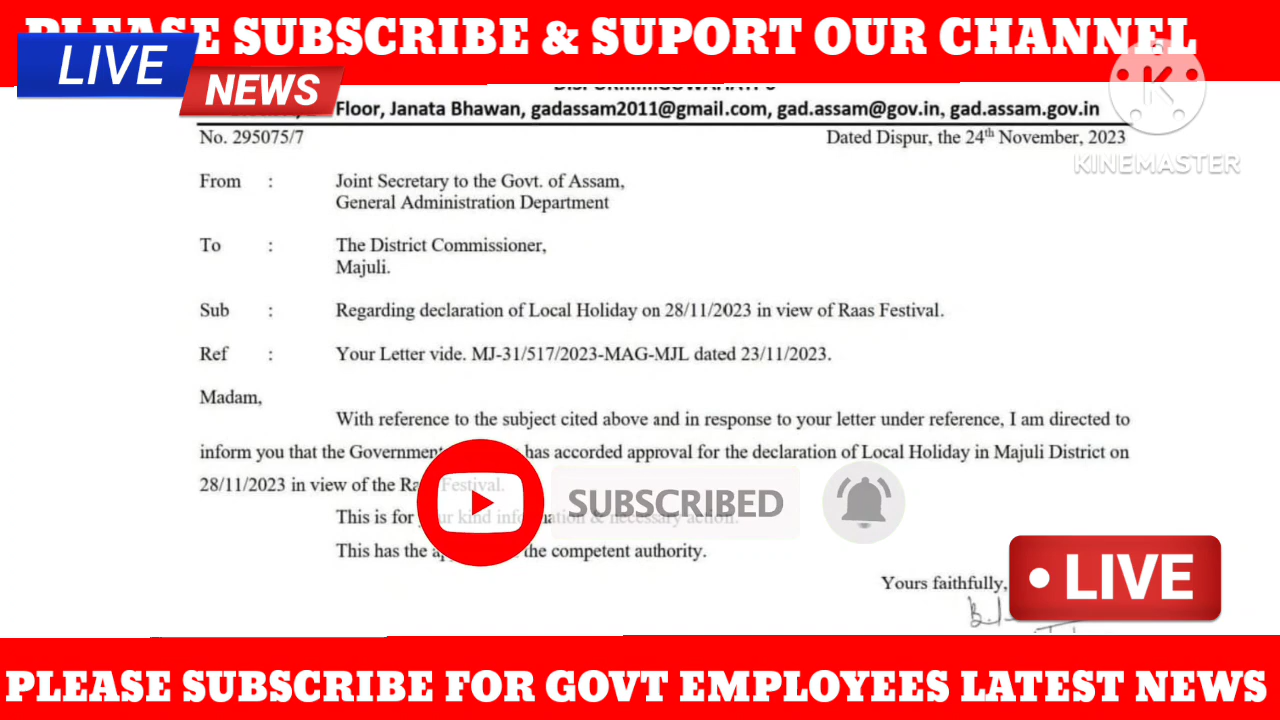 PLEASE SUBSCRIBE & SUPORT OUR CHANNEL
LIVE
NEWS
KINEMASTER
Floor, Janata Bhawan, gadassam2011@gmail.com, gad.assam@gov.in, gad.assam.gov.in
No. 295075/7 Dated Dispur, the 24th November, 2023
From : Joint Secretary to the Govt. of Assam,
General Administration Department
To : The District Commissioner,
Majuli.
Sub : Regarding declaration of Local Holiday on 28/11/2023 in view of Raas Festival.
Ref : Your Letter vide. MJ-31/517/2023-MAG-MJL dated 23/11/2023.
Madam,
With reference to the subject cited above and in response to your letter under reference, I am directed to
inform you that the Government has accorded approval for the declaration of Local Holiday in Majuli District on
28/11/2023 in view of the Festival.
This is for your kind information & necessary action.
This has the the competent authority.
SUBSCRIBED
Yours faithfully,
LIVE
PLEASE SUBSCRIBE FOR GOVT EMPLOYEES LATEST NEWS